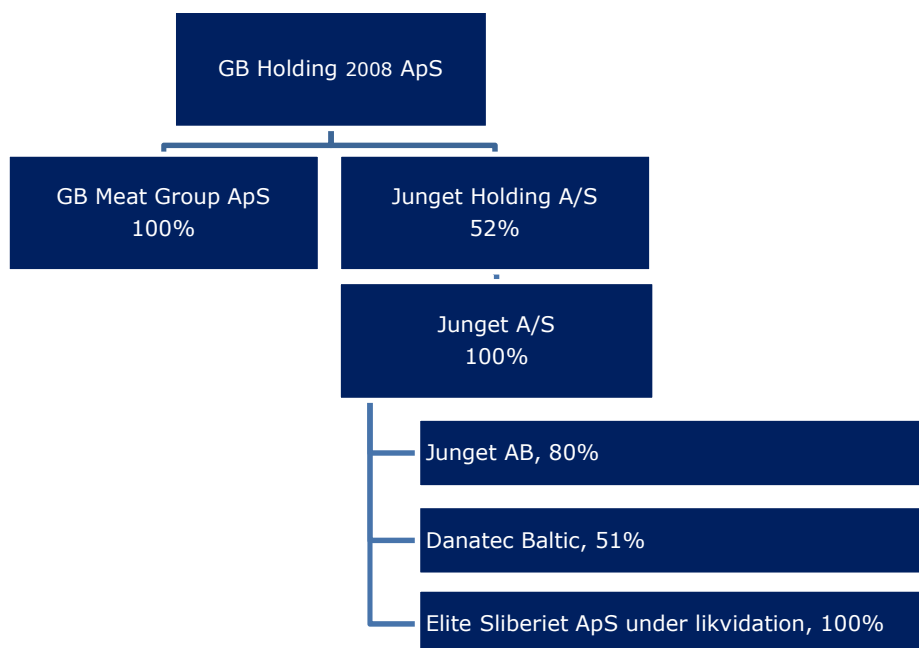 GB Holding 2008 ApS
GB Meat Group ApS
100%
Junget Holding A/S
52%
Junget A/S
100%
Junget AB, 80%
Danatec Baltic, 51%
Elite Sliberiet ApS under likvidation, 100%